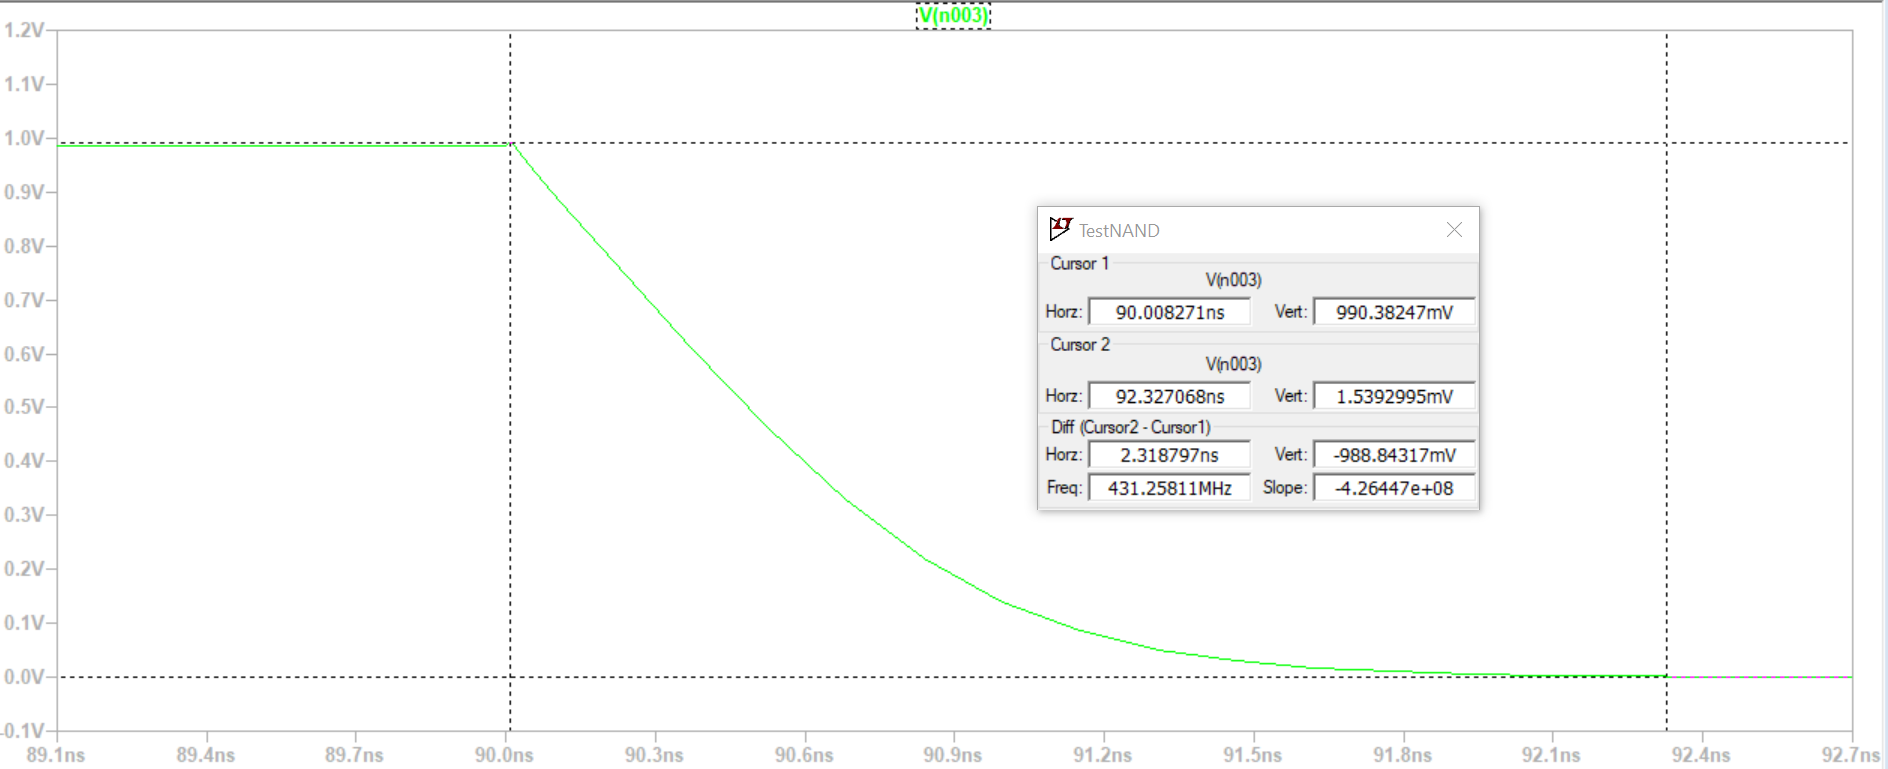 V(n003)
1.2V
1.1V
1.0V
0.9V
0.8V
0.7V
0.6V
0.5V
0.4V
0.3V
0.2V
0.1V
0.0V
-0.1V
89.1ns 89.4ns 89.7ns 90.0ns 90.3ns 90.6ns 90.9ns 91.2ns 91.5ns 91.8ns 92.1ns 92.4ns 92.7ns
LT TestNAND
Cursor 1
V(n003)
Horz: 90.008271ns Vert: 990.38247mV
Cursor 2
V(n003)
Horz: 92.327068ns Vert: 1.5392995mV
Diff (Cursor2 - Cursor1)
Horz: 2.318797ns Vert: -988.84317mV
Freq: 431.25811MHz Slope: -4.26447e+08